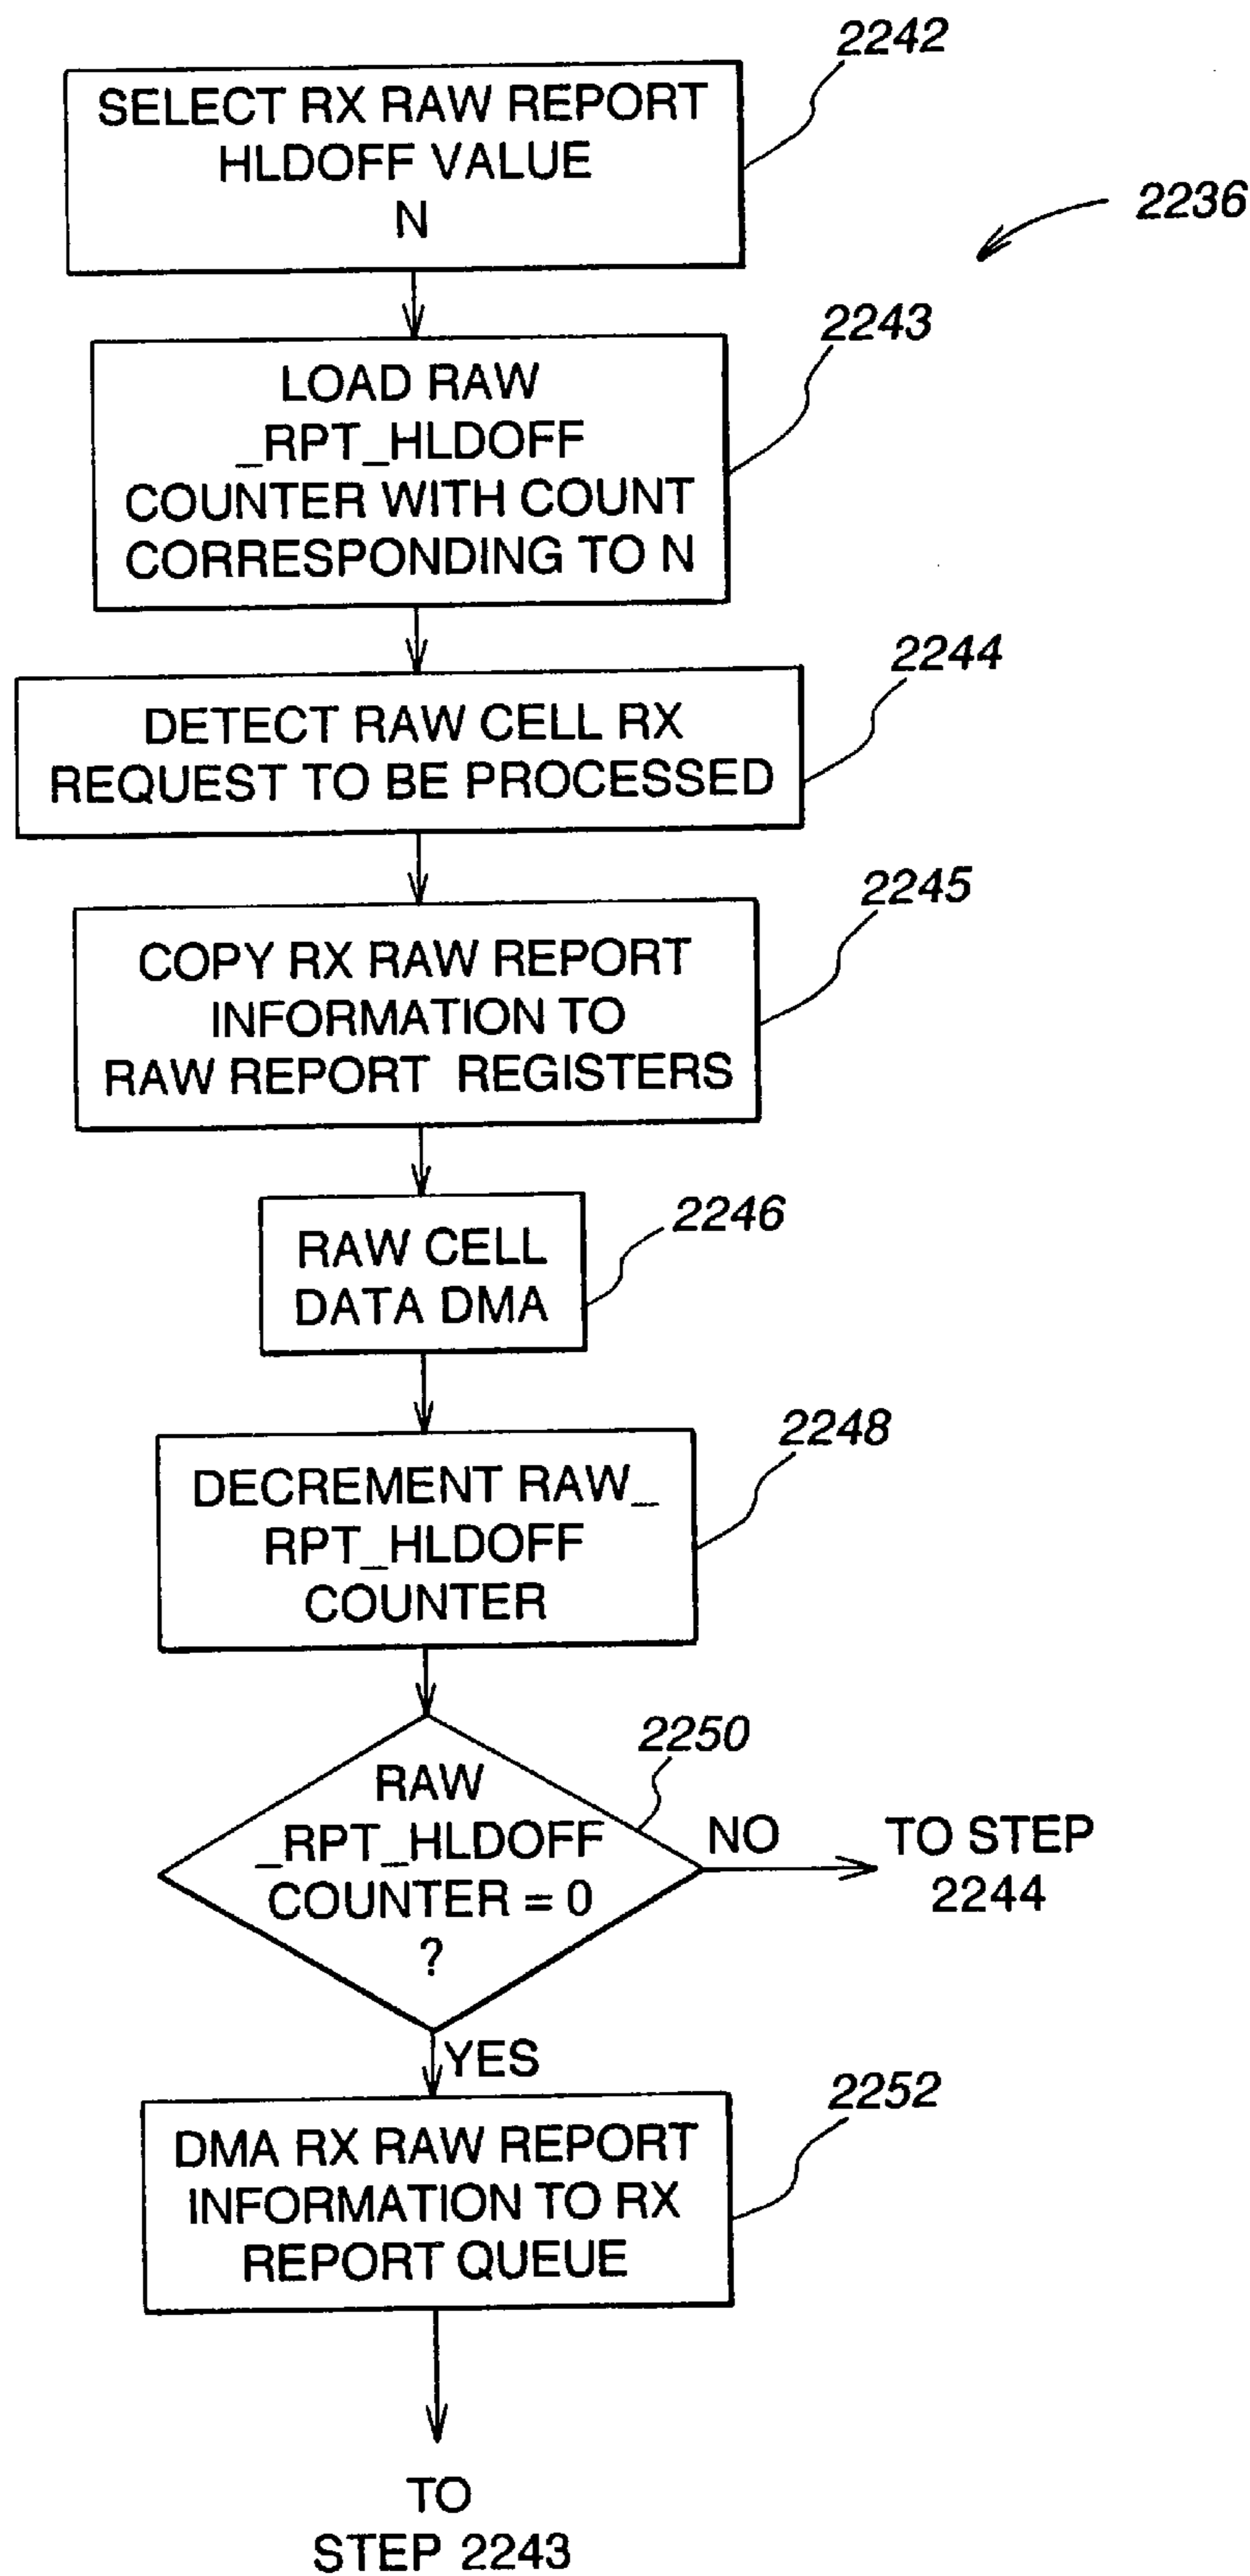 2242
SELECT RX RAW REPORT
HLDOFF VALUE
N
2236
2243
LOAD RAW
_RPT_HLDOFF
COUNTER WITH COUNT
CORRESPONDING TO N
2244
DETECT RAW CELL RX
REQUEST TO BE PROCESSED
2245
COPY RX RAW REPORT
INFORMATION TO
RAW REPORT REGISTERS
2246
RAW CELL
DATA DMA
2248
DECREMENT RAW_
RPT_HLDOFF
COUNTER
2250
RAW
_RPT_HLDOFF
COUNTER = 0
?
NO
TO STEP
2244
YES
2252
DMA RX RAW REPORT
INFORMATION TO RX
REPORT QUEUE
TO
STEP 2243